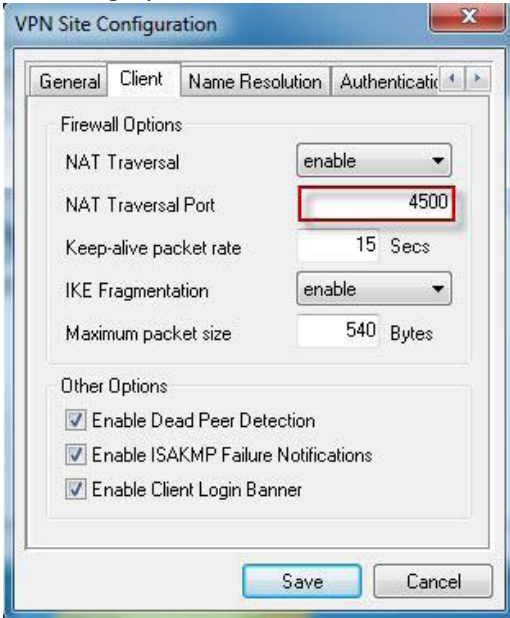 VPN Site Configuration
General Client Name Resolution Authenticatic
Firewall Options
NAT Traversal enable
NAT Traversal Port 4500
Keep-alive packet rate 15 Secs
IKE Fragmentation enable
Maximum packet size 540 Bytes
Other Options
Enable Dead Peer Detection
Enable ISAKMP Failure Notifications
Enable Client Login Banner
Save Cancel